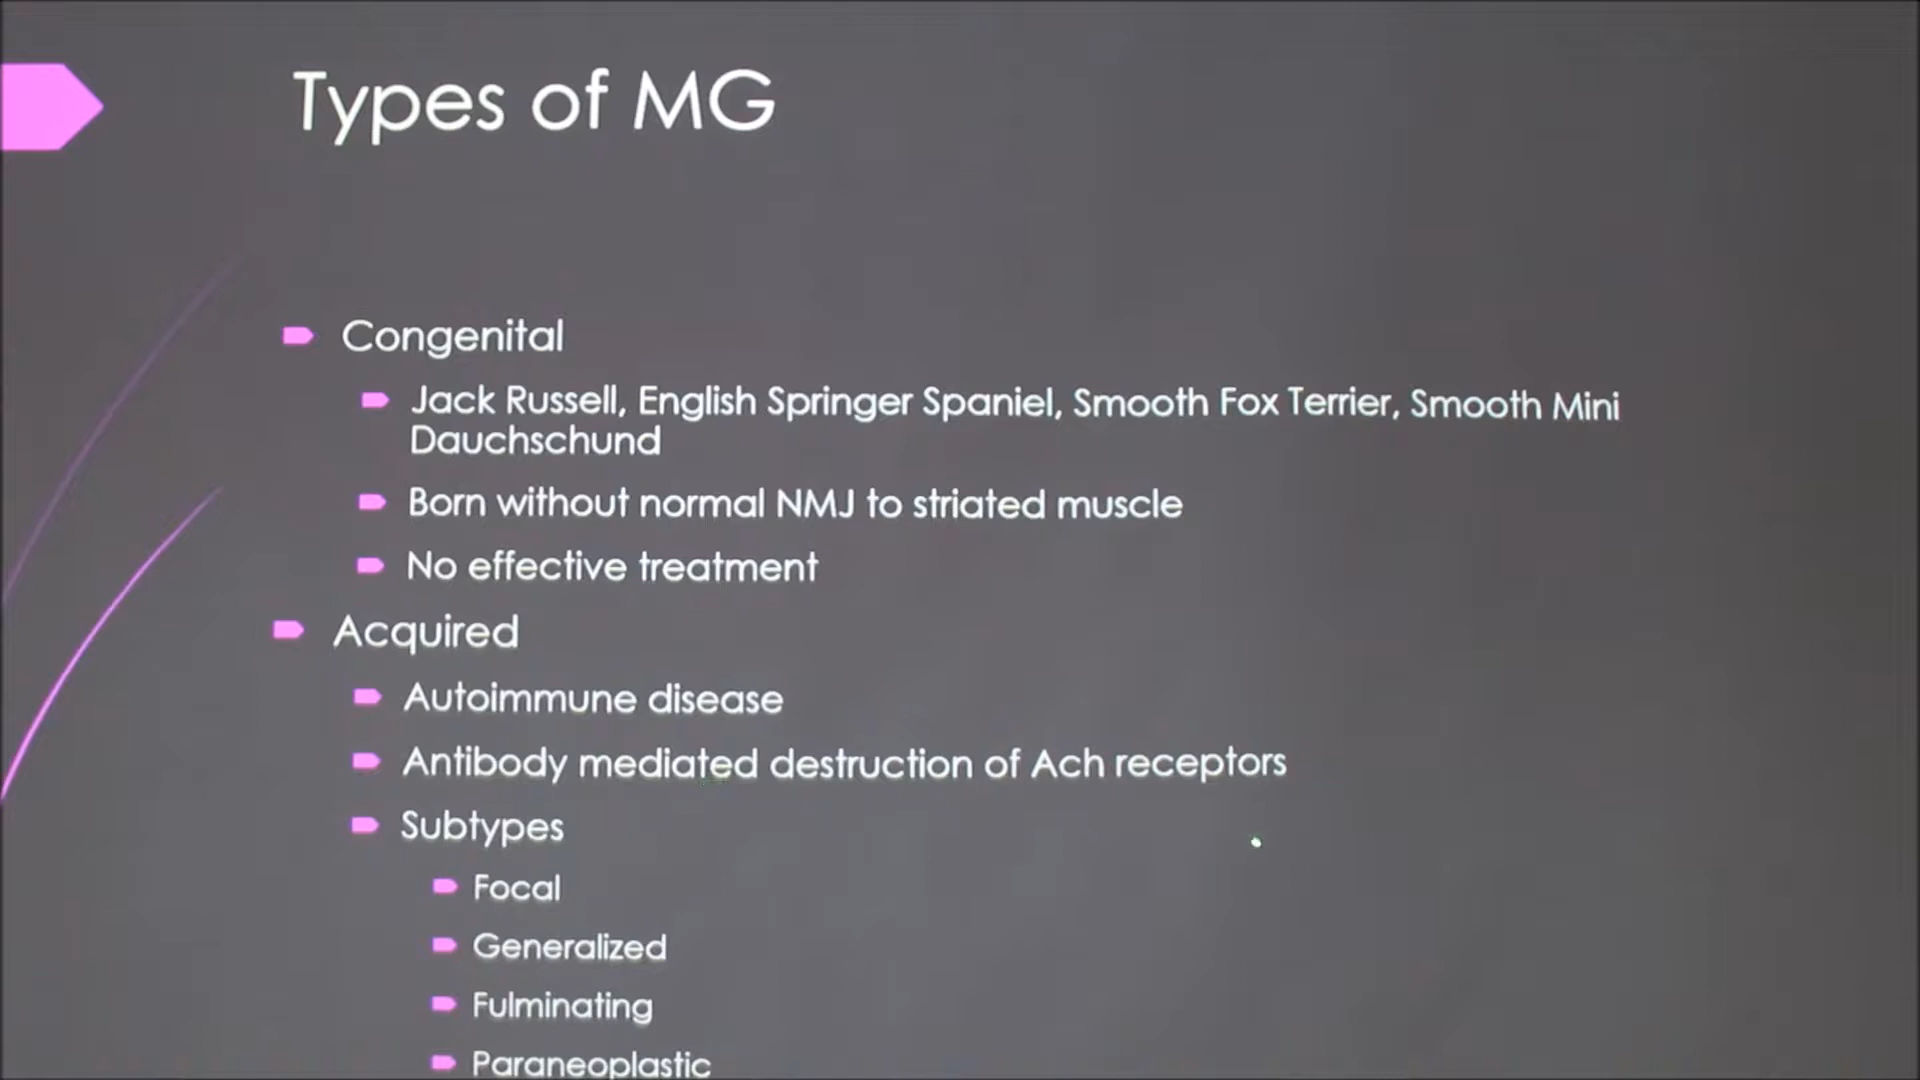 Types of MG
Congenital
Jack Russell, English Springer Spaniel, Smooth Fox Terrier, Smooth Mini
Dauchschund
Born without normal NMJ to striated muscle
No effective treatment
Acquired
Autoimmune disease
Antibody mediated destruction of Ach receptors
Subtypes
Focal
Generalized
Fulminating
Paraneoplastic